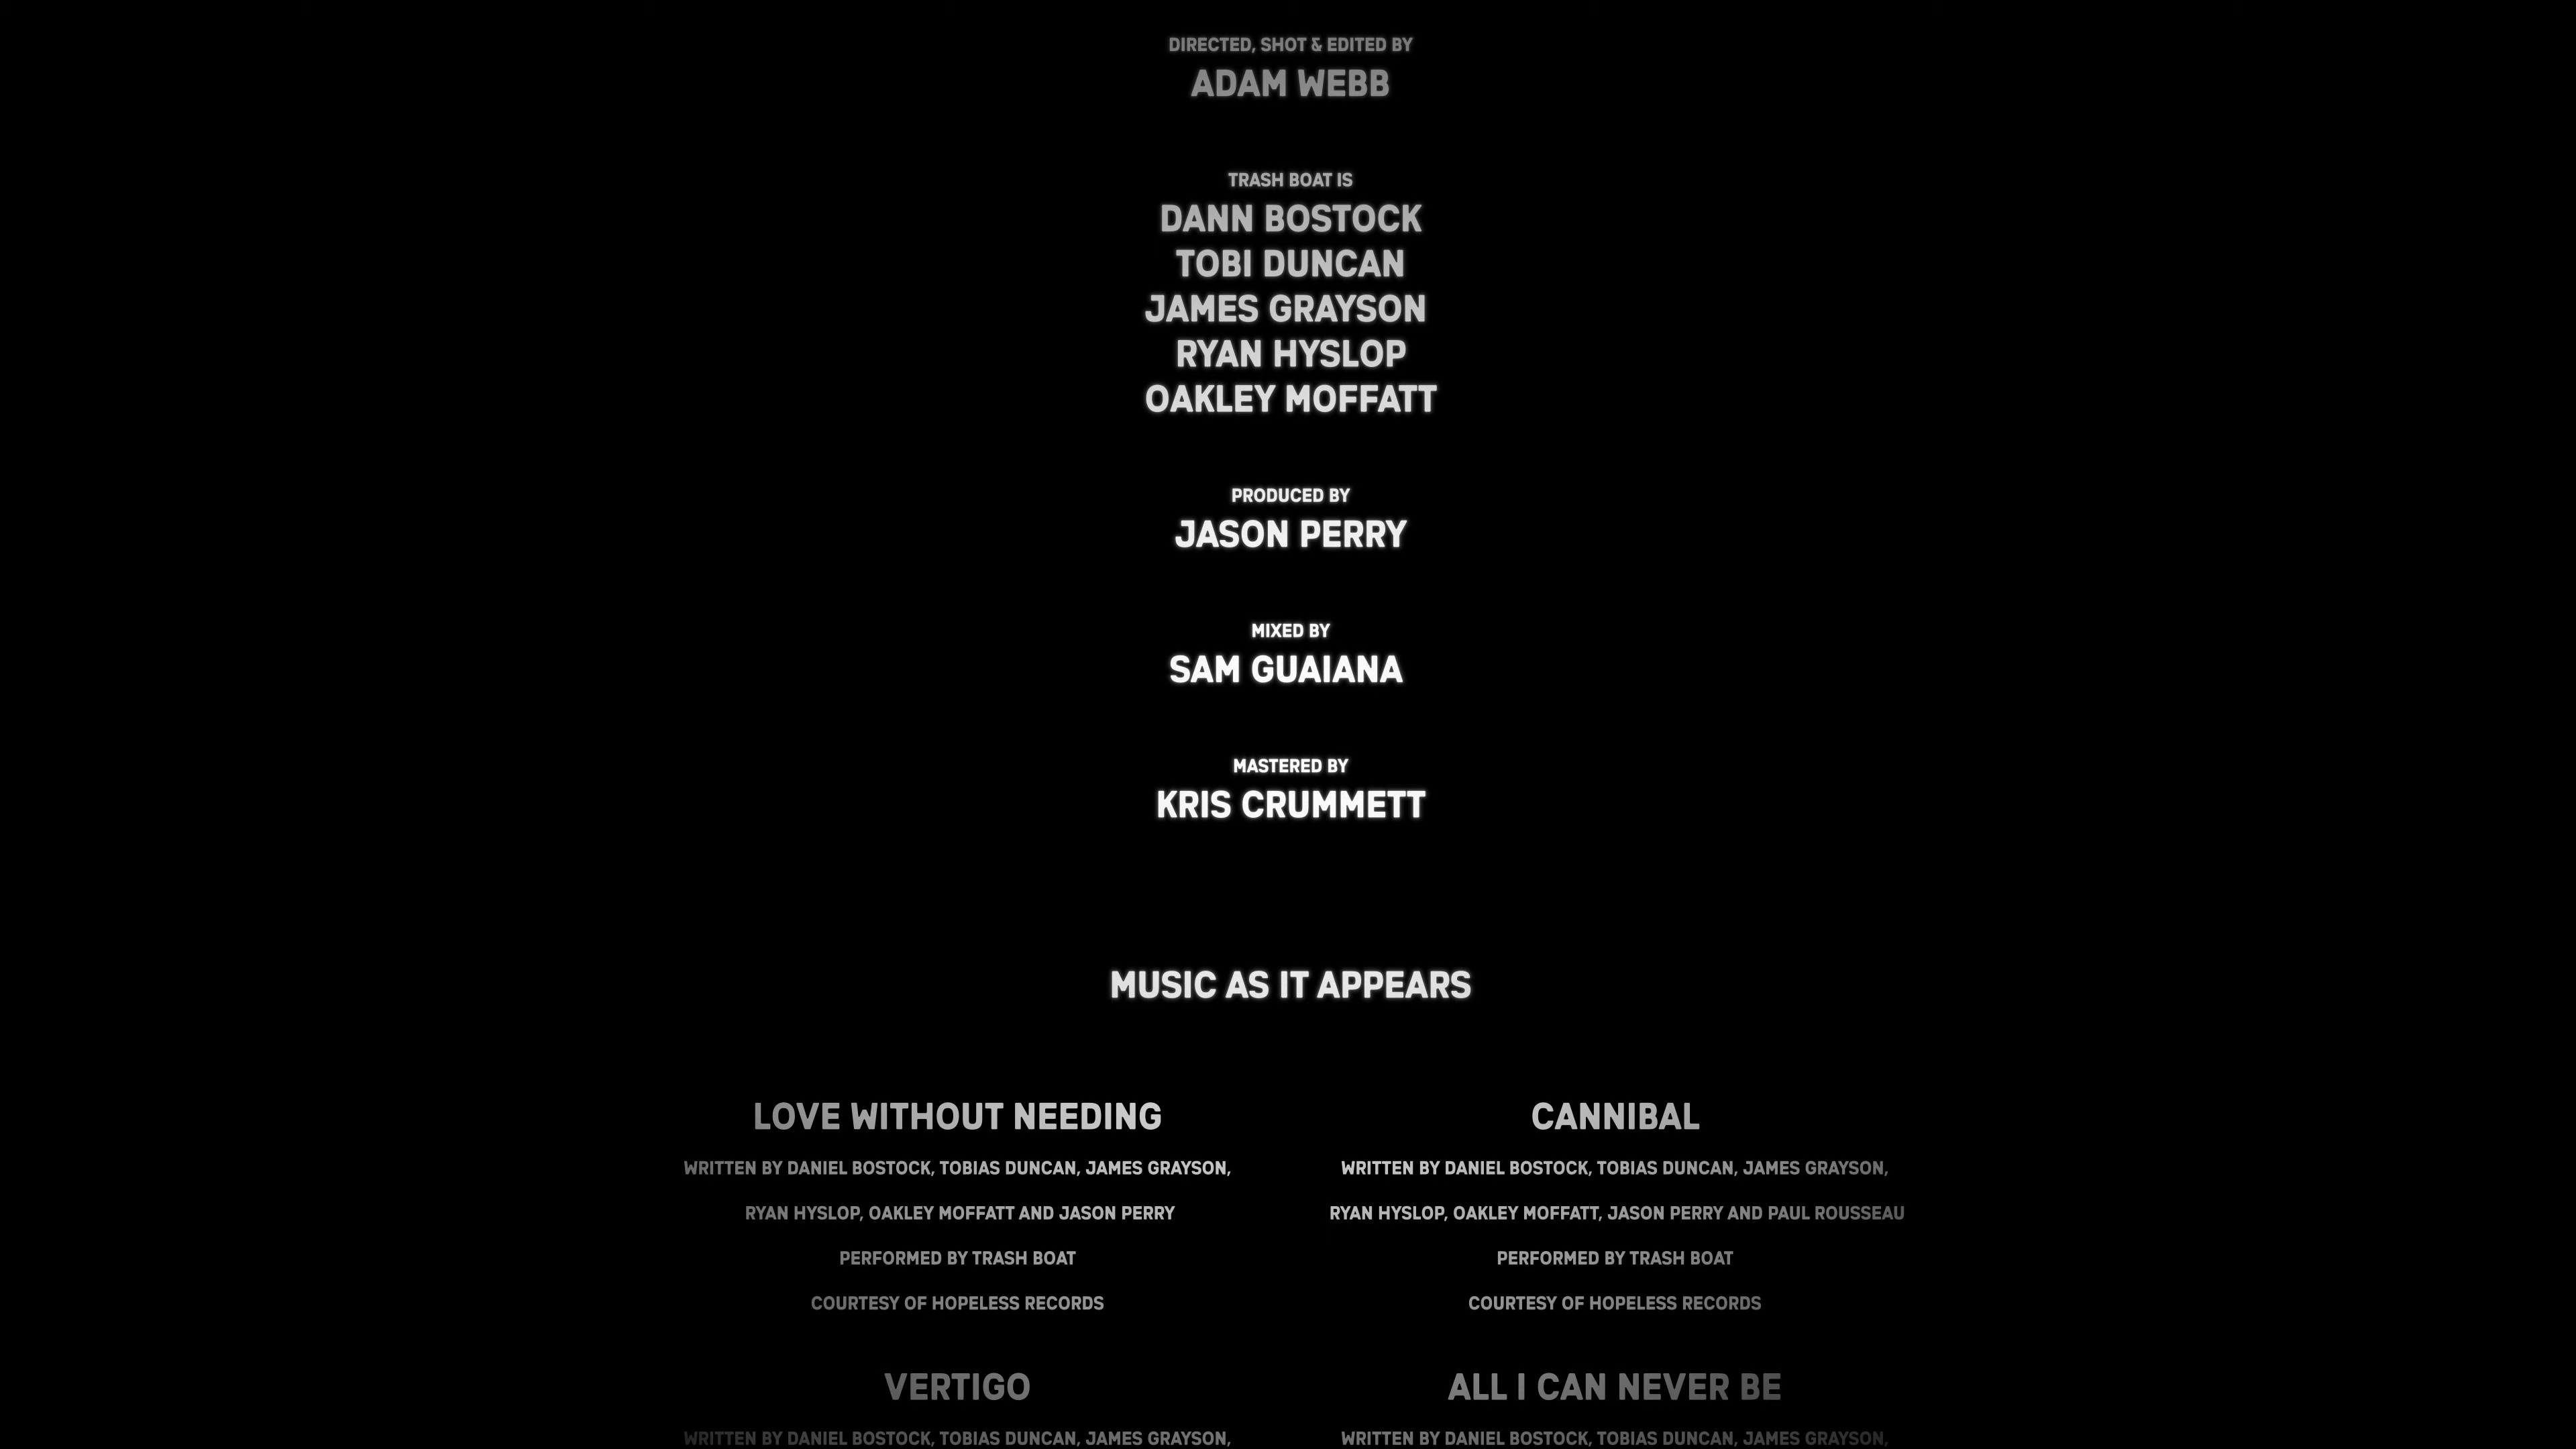 DIRECTED, SHOT & EDITED BY
ADAM WEBB
TRASH BOAT IS
DANN BOSTOCK
TOBI DUNCAN
JAMES GRAYSON
RYAN HYSLOP
OAKLEY MOFFATT
PRODUCED BY
JASON PERRY
MIXED BY
SAM GUAIANA
MASTERED BY
KRIS CRUMMETT
MUSIC AS IT APPEARS
LOVE WITHOUT NEEDING
WRITTEN BY DANIEL BOSTOCK, TOBIAS DUNCAN, JAMES GRAYSON,
RYAN HYSLOP, OAKLEY MOFFATT AND JASON PERRY
PERFORMED BY TRASH BOAT
COURTESY OF HOPELESS RECORDS
CANNIBAL
WRITTEN BY DANIEL BOSTOCK, TOBIAS DUNCAN, JAMES GRAYSON,
RYAN HYSLOP, OAKLEY MOFFATT, JASON PERRY AND PAUL ROUSSEAU
PERFORMED BY TRASH BOAT
COURTESY OF HOPELESS RECORDS
VERTIGO
WRITTEN BY DANIEL BOSTOCK, TOBIAS DUNCAN, JAMES GRAYSON,
ALL I CAN NEVER BE
WRITTEN BY DANIEL BOSTOCK, TOBIAS DUNCAN, JAMES GRAYSON,